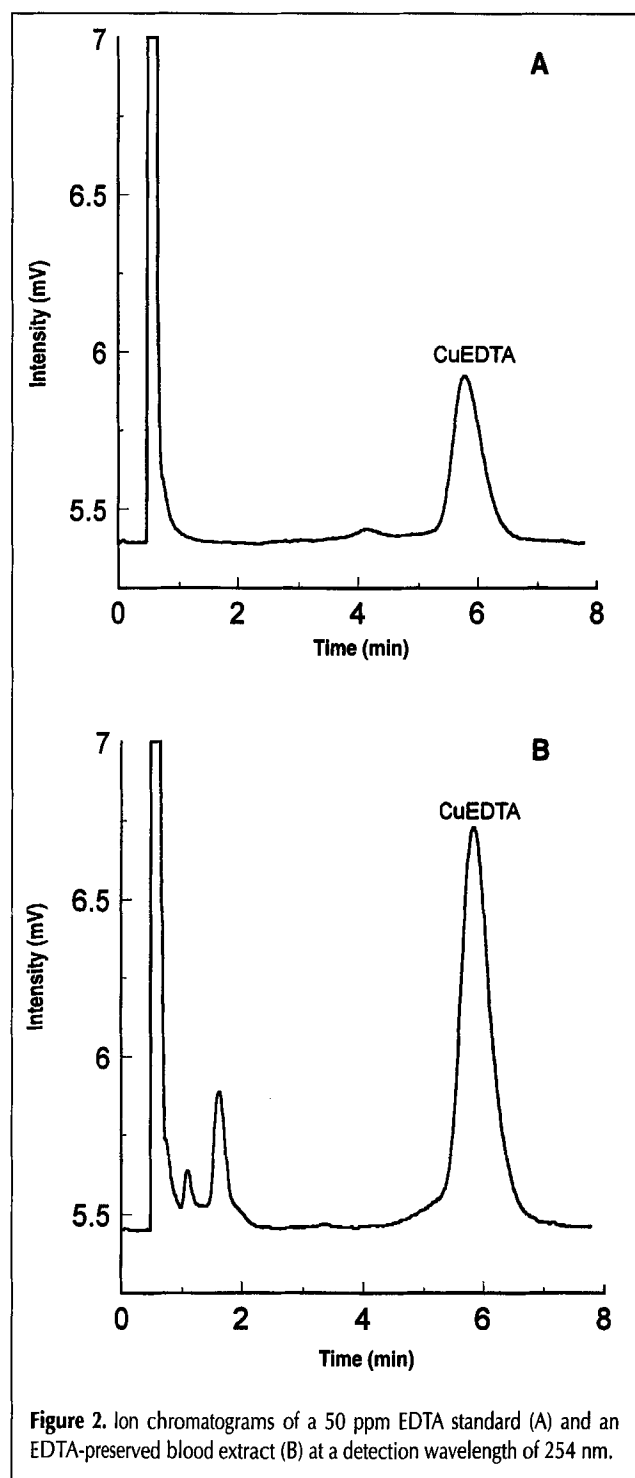 A
7
6.5
6
5.5
Intensity (mV)
CuEDTA
0 2 4 6 8
Time (min)
B
7
6.5
6
5.5
Intensity (mV)
CuEDTA
0 2 4 6 8
Time (min)
Figure 2. Ion chromatograms of a 50 ppm EDTA standard (A) and an
EDTA-preserved blood extract (B) at a detection wavelength of 254 nm.